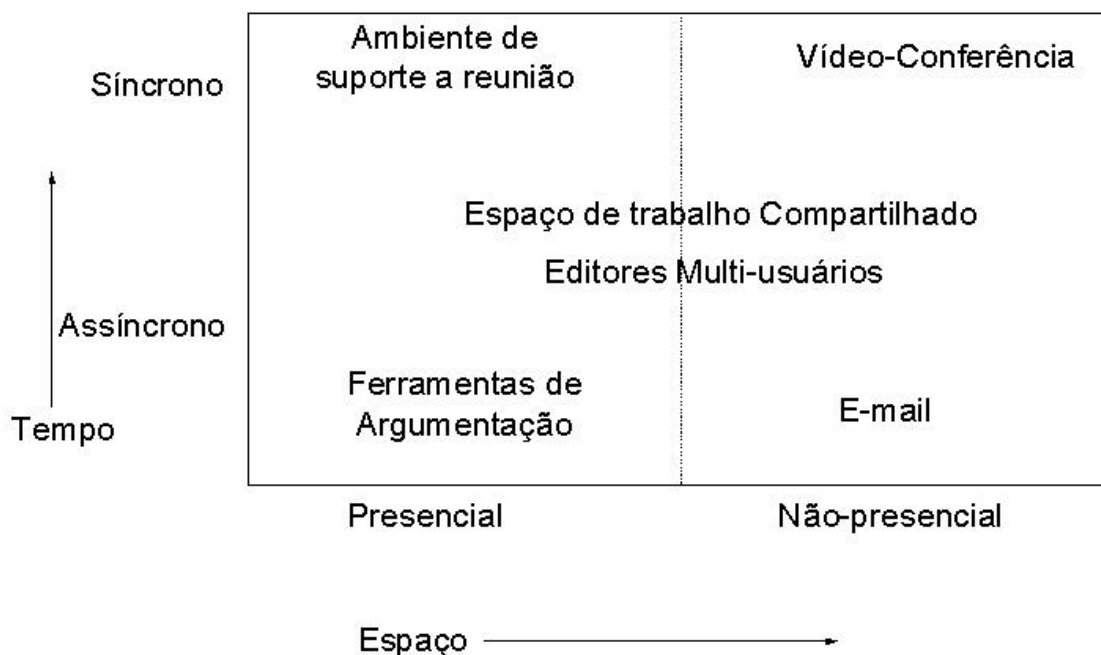 Ambiente de
suporte a reunião
Vídeo-Conferência
Síncrono
Espaço de trabalho Compartilhado
Editores Multi-usuários
Assíncrono
Ferramentas de
Argumentação
E-mail
Tempo
Presencial
Não-presencial
Espaço